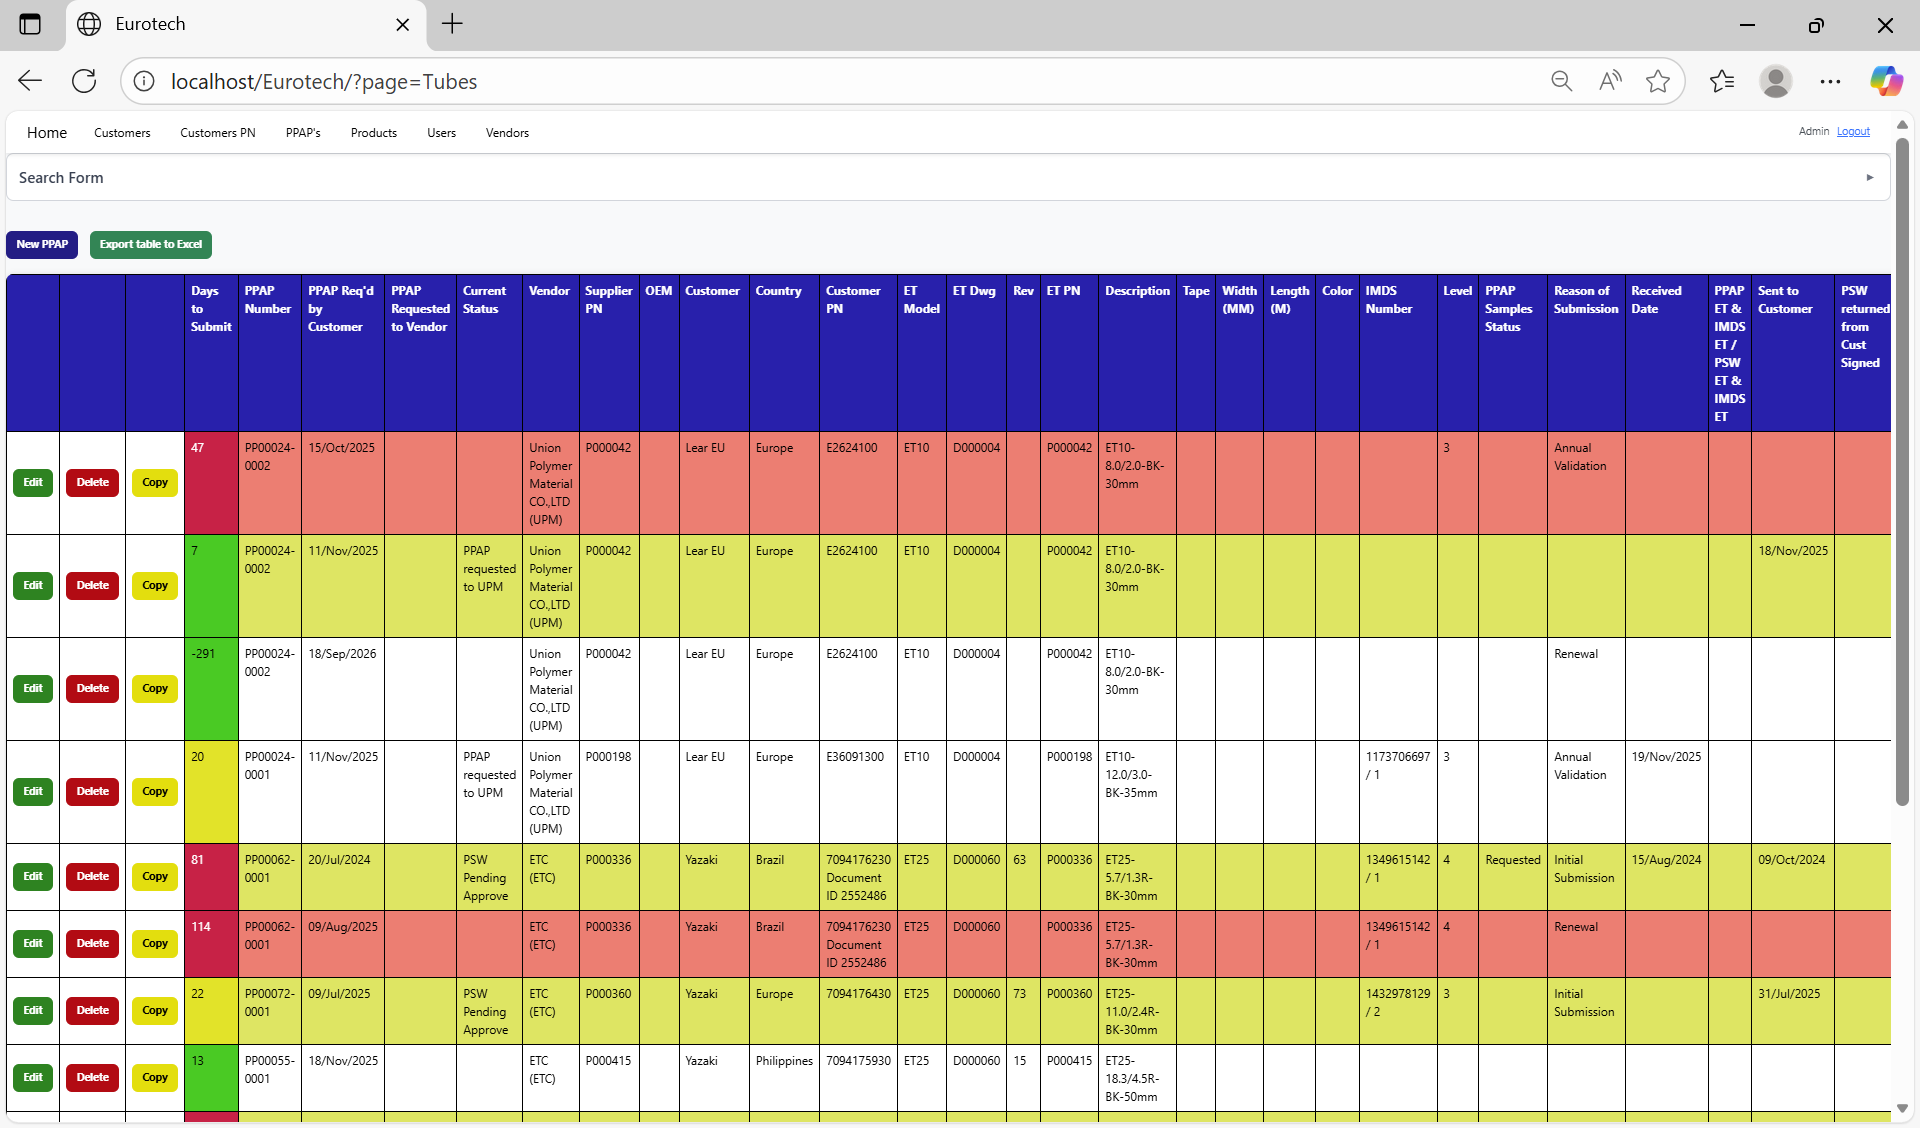 Eurotech
localhost/Eurotech/?page=Tubes
Home Customers Customers PN PPAP's Products Users Vendors Admin Logout
Search Form
New PPAP Export table to Excel
Days to Submit PPAP Number PPAP Req'd by Customer PPAP Requested to Vendor Current Status Vendor Supplier PN OEM Customer Country Customer PN ET Model ET Dwg Rev ET PN Description Tape Width (MM) Length (M) Color IMDS Number Level PPAP Samples Status Reason of Submission Received Date PPAP ET & IMDS ET / PSW ET & IMDS ET Sent to Customer PSW returned from Cust Signed
Edit Delete Copy 47 PP00024-0002 15/Oct/2025 Union Polymer Material CO.,LTD (UPM) P000042 Lear EU Europe E2624100 ET10 D000004 P000042 ET10-8.0/2.0-BK-30mm 3 Annual Validation
Edit Delete Copy 7 PP00024-0002 11/Nov/2025 PPAP requested to UPM Union Polymer Material CO.,LTD (UPM) P000042 Lear EU Europe E2624100 ET10 D000004 P000042 ET10-8.0/2.0-BK-30mm 18/Nov/2025
Edit Delete Copy -291 PP00024-0002 18/Sep/2026 Union Polymer Material CO.,LTD (UPM) P000042 Lear EU Europe E2624100 ET10 D000004 P000042 ET10-8.0/2.0-BK-30mm Renewal
Edit Delete Copy 20 PP00024-0001 11/Nov/2025 PPAP requested to UPM Union Polymer Material CO.,LTD (UPM) P000198 Lear EU Europe E36091300 ET10 D000004 P000198 ET10-12.0/3.0-BK-35mm 1173706697 / 1 3 Annual Validation 19/Nov/2025
Edit Delete Copy 81 PP00062-0001 20/Jul/2024 PSW Pending Approve ETC (ETC) P000336 Yazaki Brazil 7094176230 Document ID 2552486 ET25 D000060 63 P000336 ET25-5.7/1.3R-BK-30mm 1349615142 / 1 4 Requested Initial Submission 15/Aug/2024 09/Oct/2024
Edit Delete Copy 114 PP00062-0001 09/Aug/2025 ETC (ETC) P000336 Yazaki Brazil 7094176230 Document ID 2552486 ET25 D000060 P000336 ET25-5.7/1.3R-BK-30mm 1349615142 / 1 4 Renewal
Edit Delete Copy 22 PP00072-0001 09/Jul/2025 PSW Pending Approve ETC (ETC) P000360 Yazaki Europe 7094176430 ET25 D000060 73 P000360 ET25-11.0/2.4R-BK-30mm 1432978129 / 2 3 Initial Submission 31/Jul/2025
Edit Delete Copy 13 PP00055-0001 18/Nov/2025 ETC (ETC) P000415 Yazaki Philippines 7094175930 ET25 D000060 15 P000415 ET25-18.3/4.5R-BK-50mm